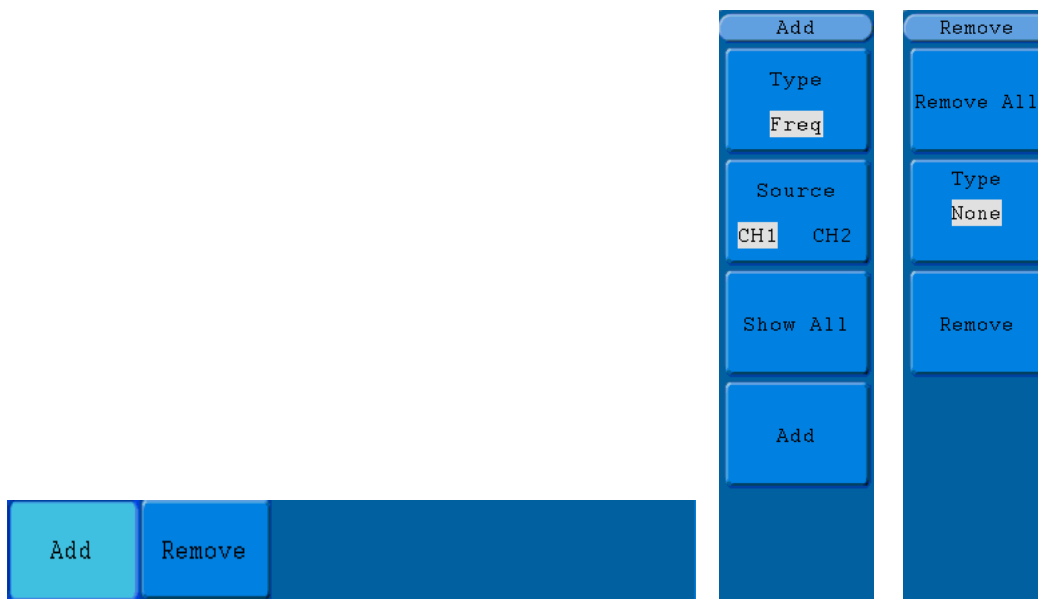 Add
Type
Freq
Source
CH1 CH2
Show All
Add
Remove
Remove All
Type
None
Remove
Add Remove